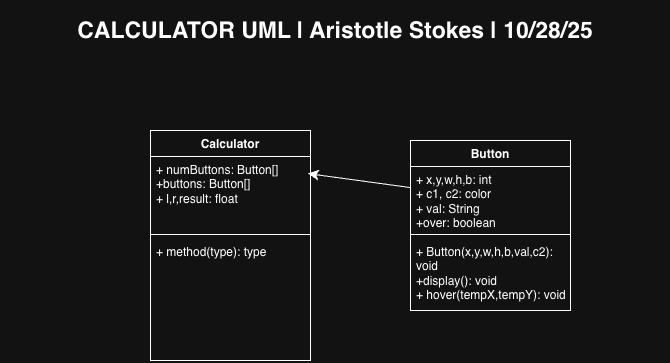 CALCULATOR UML | Aristotle Stokes | 10/28/25
Calculator
+ numButtons: Button[]
+buttons: Button[]
+ l,r,result: float
+ method(type): type
Button
+ x,y,w,h,b: int
+ c1, c2: color
+ val: String
+over: boolean
+ Button(x,y,w,h,b,val,c2):
void
+display(): void
+ hover(tempX,tempY): void